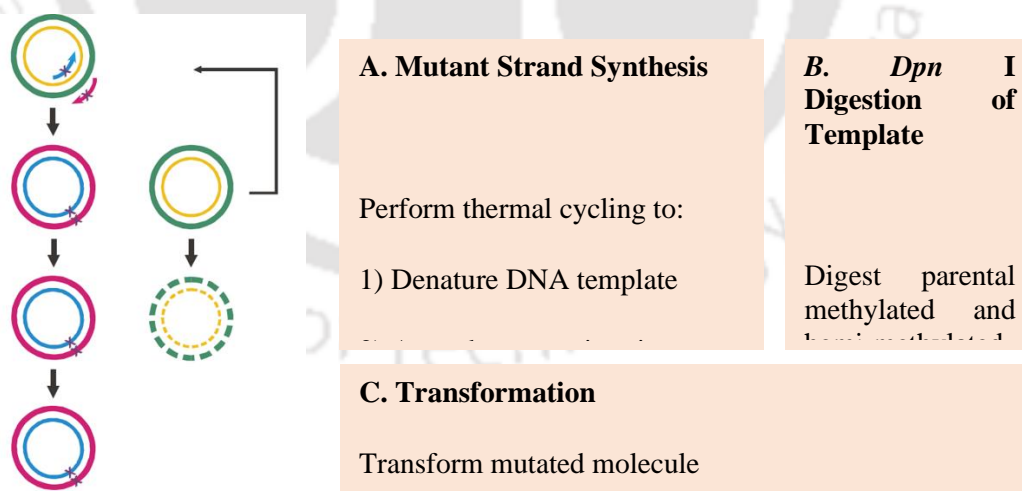 A. Mutant Strand Synthesis
Perform thermal cycling to:
1) Denature DNA template
B. Dpn I
Digestion of
Template
Digest parental
methylated and
C. Transformation
Transform mutated molecule